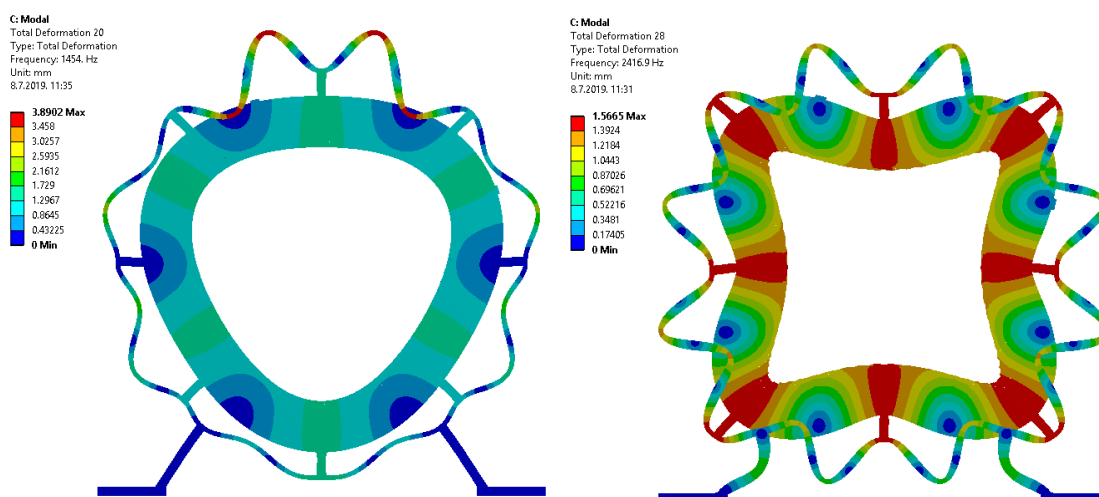 C: Modal
Total Deformation 20
Type: Total Deformation
Frequency: 1454. Hz
Unit: mm
8.7.2019. 11:35
3.8902 Max
3.458
3.0257
2.5935
2.1612
1.729
1.2967
0.8645
0.43225
0 Min
C: Modal
Total Deformation 28
Type: Total Deformation
Frequency: 2416.9 Hz
Unit: mm
8.7.2019. 11:31
1.5665 Max
1.3924
1.2184
1.0443
0.87026
0.69621
0.52216
0.3481
0.17405
0 Min